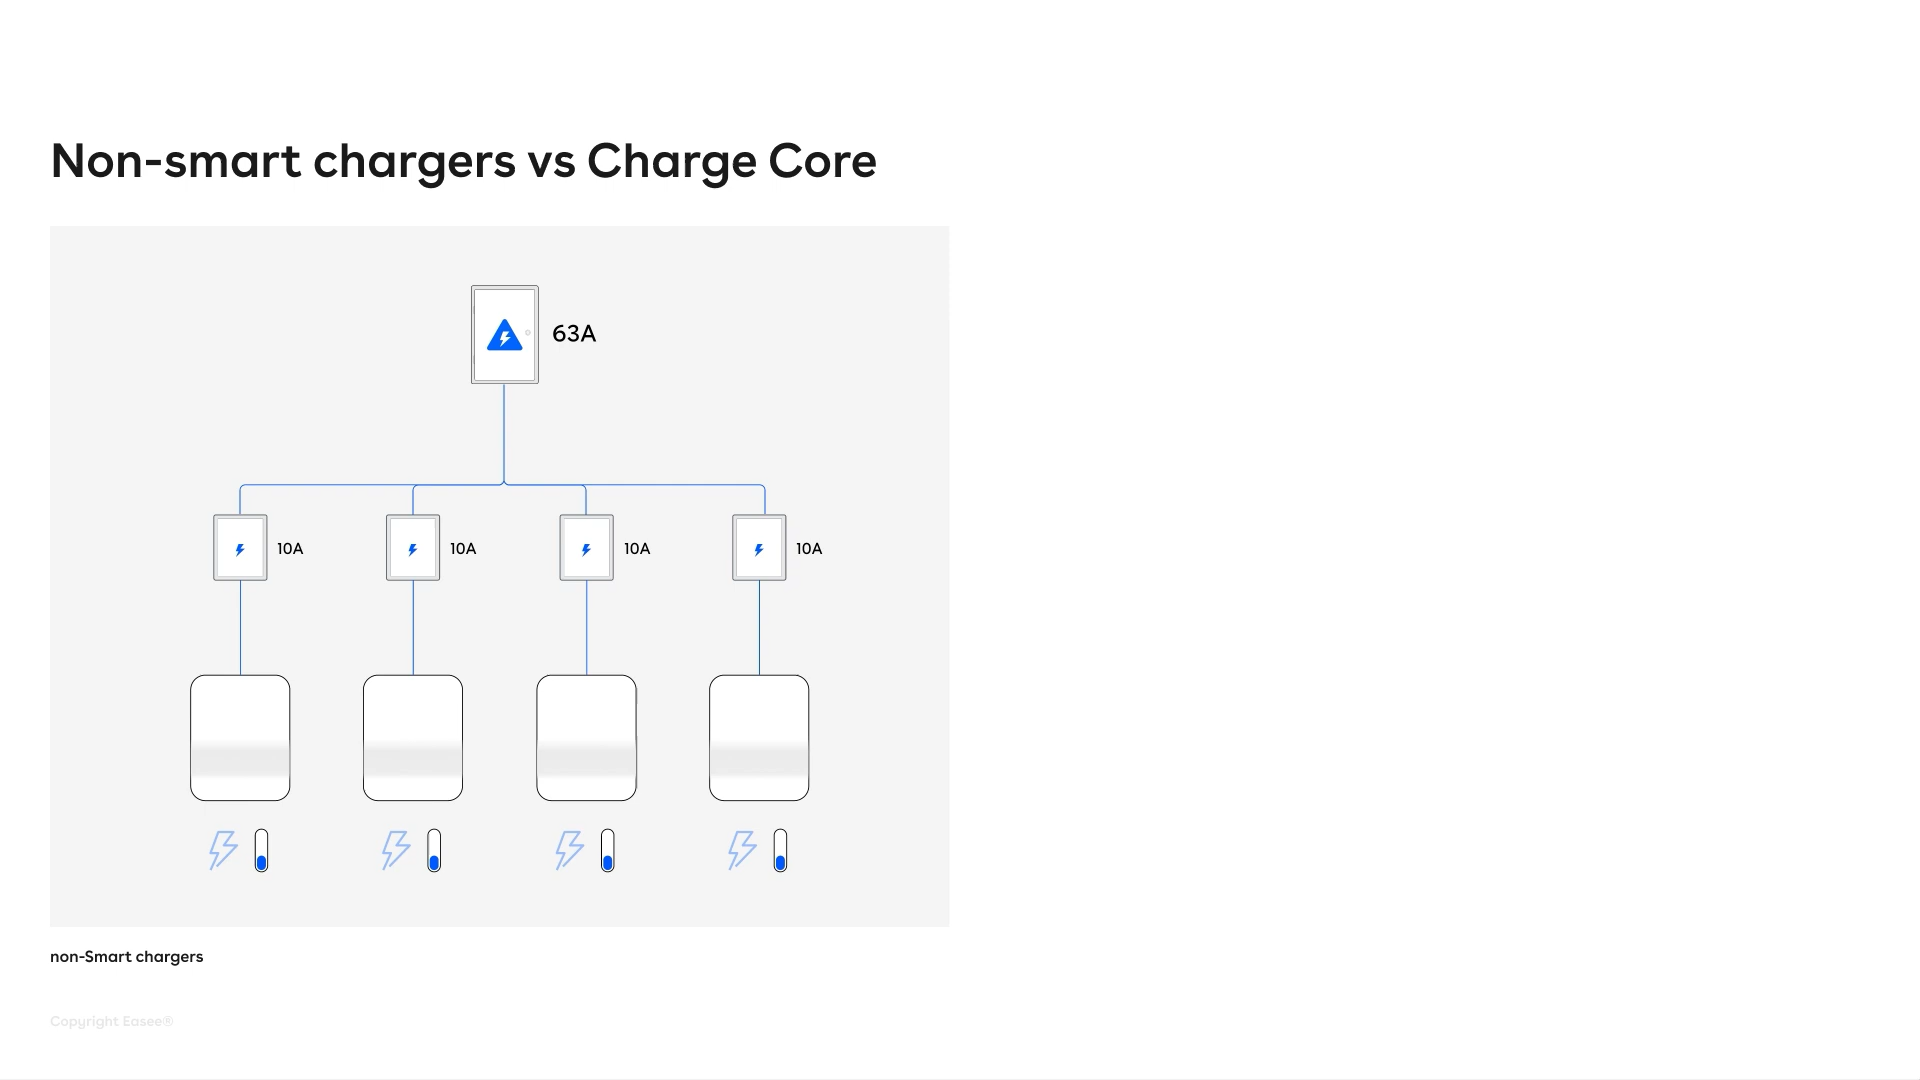 Non-smart chargers vs Charge Core
63A
10A
10A
10A
10A
non-Smart chargers
Copyright Easee®